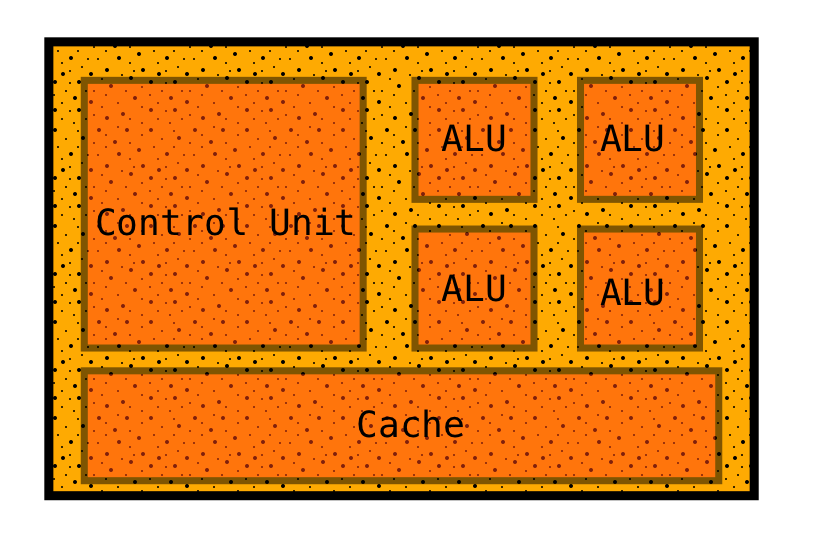 ALU ALU
Control Unit
ALU ALU
Cache